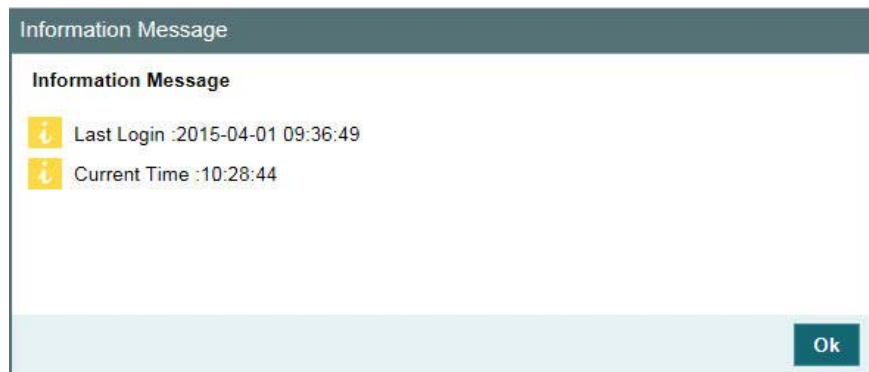 Information Message
Information Message
i Last Login :2015-04-01 09:36:49
i Current Time :10:28:44
Ok